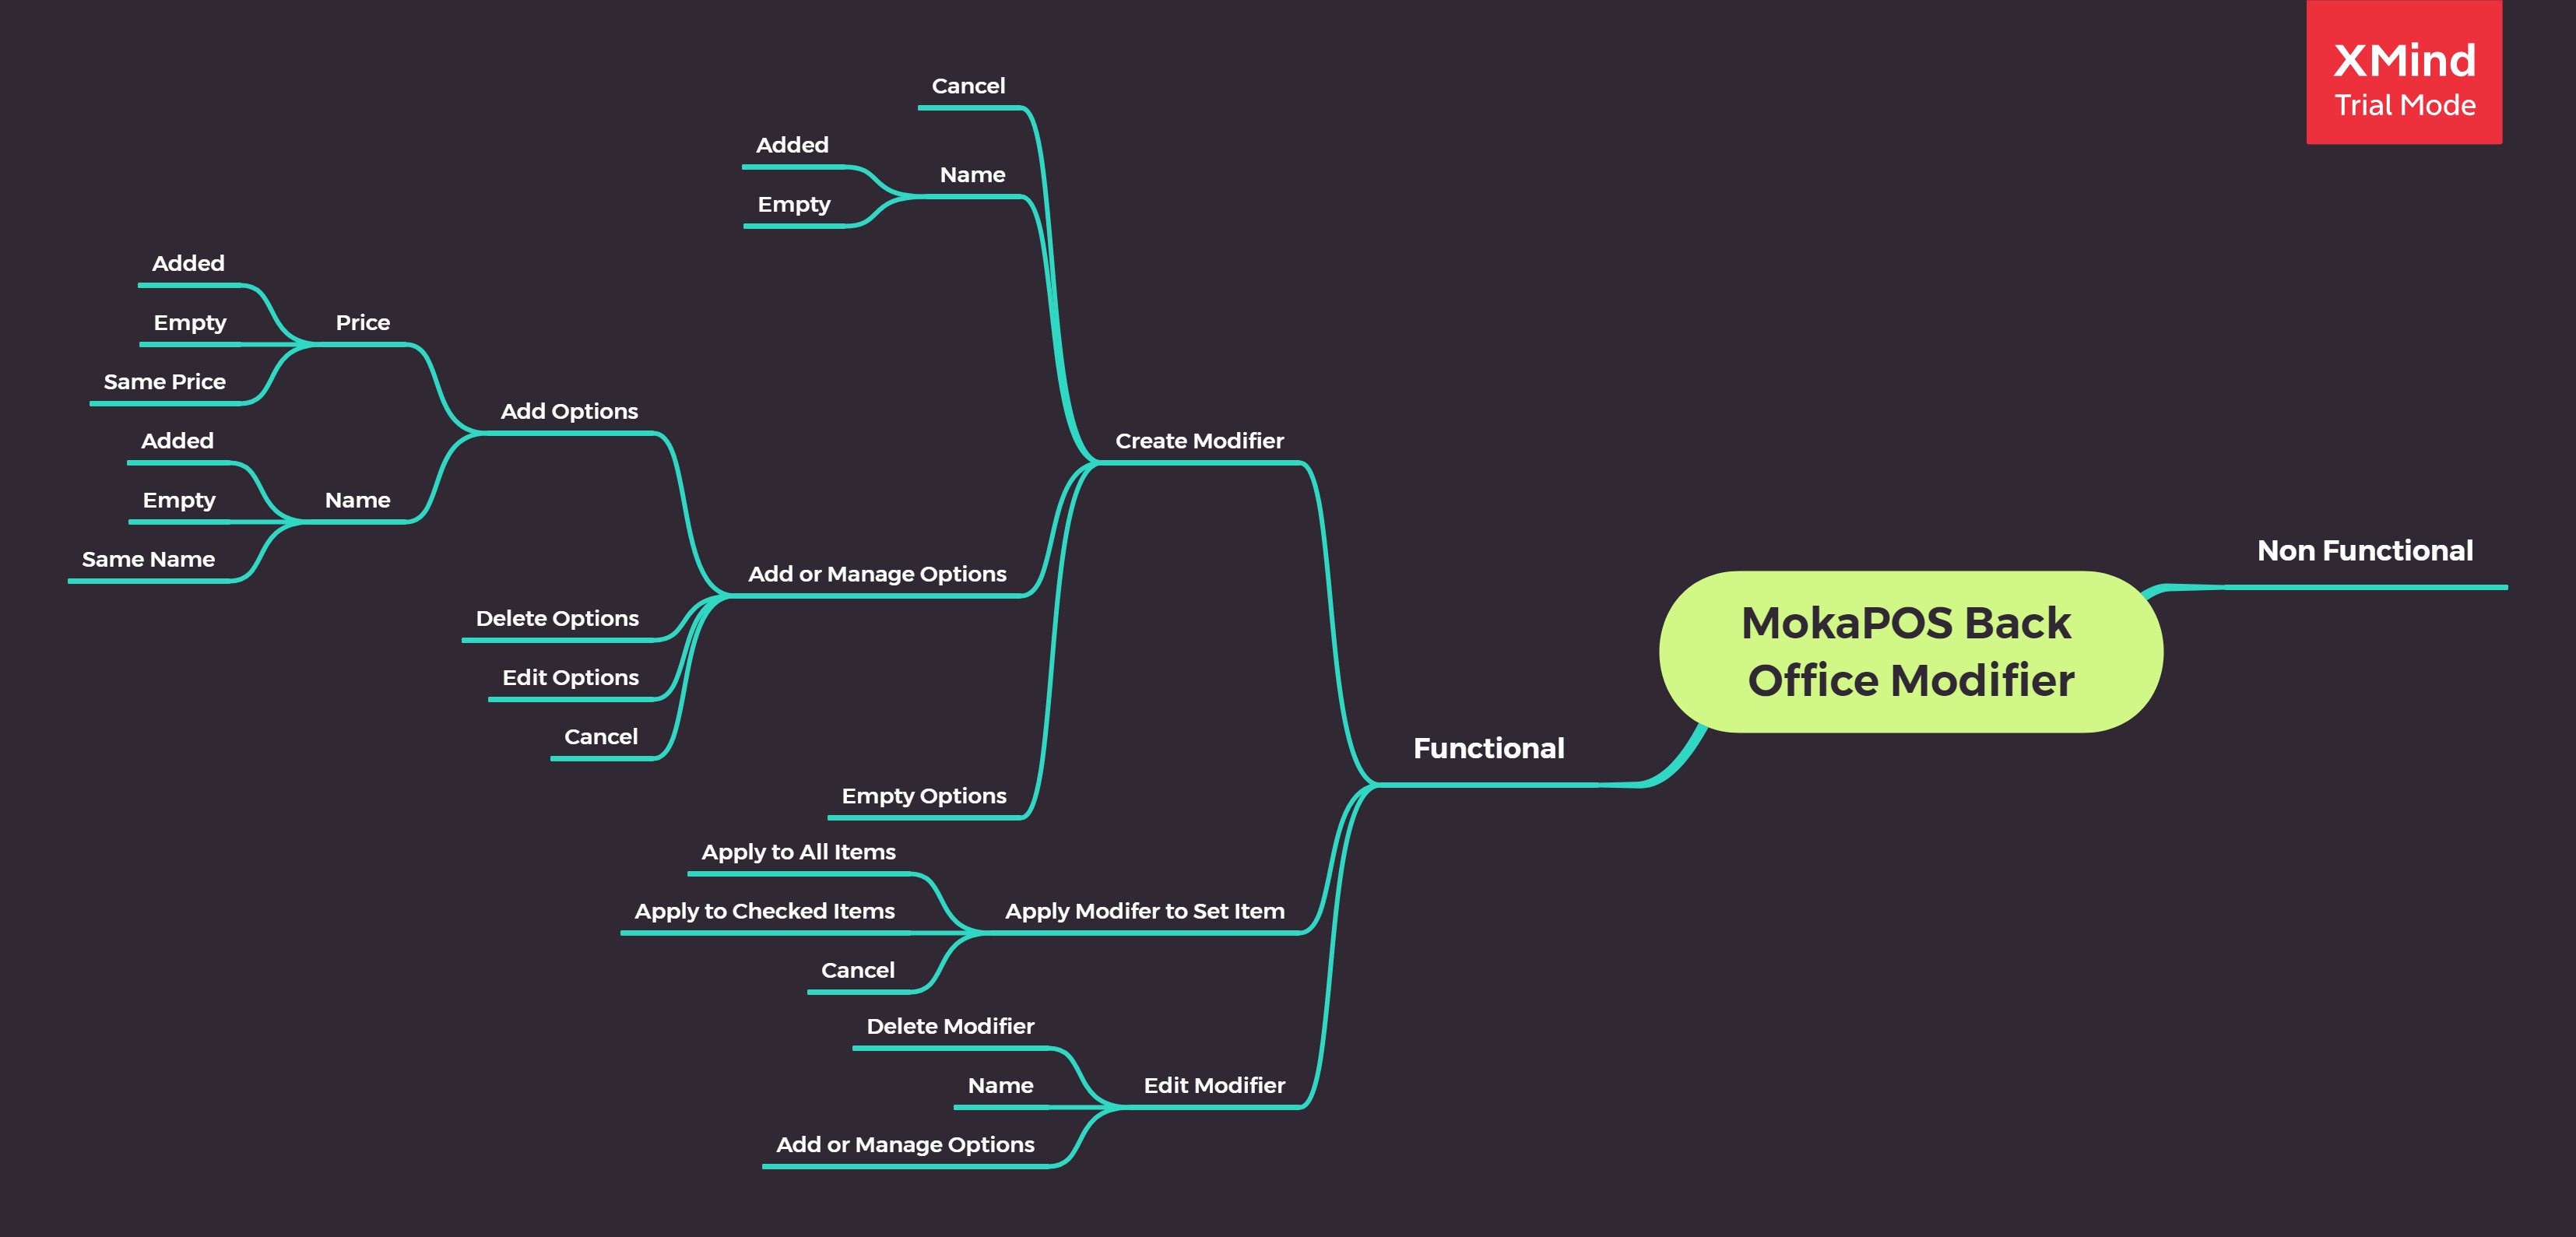 XMind
Trial Mode
Cancel
Added
Name
Empty
Added
Empty
Price
Same Price
Add Options
Added
Create Modifier
Empty
Name
Same Name
Non Functional
Add or Manage Options
Delete Options
MokaPOS Back
Office Modifier
Edit Options
Cancel
Functional
Empty Options
Apply to All Items
Apply to Checked Items
Apply Modifer to Set Item
Cancel
Delete Modifier
Name
Edit Modifier
Add or Manage Options